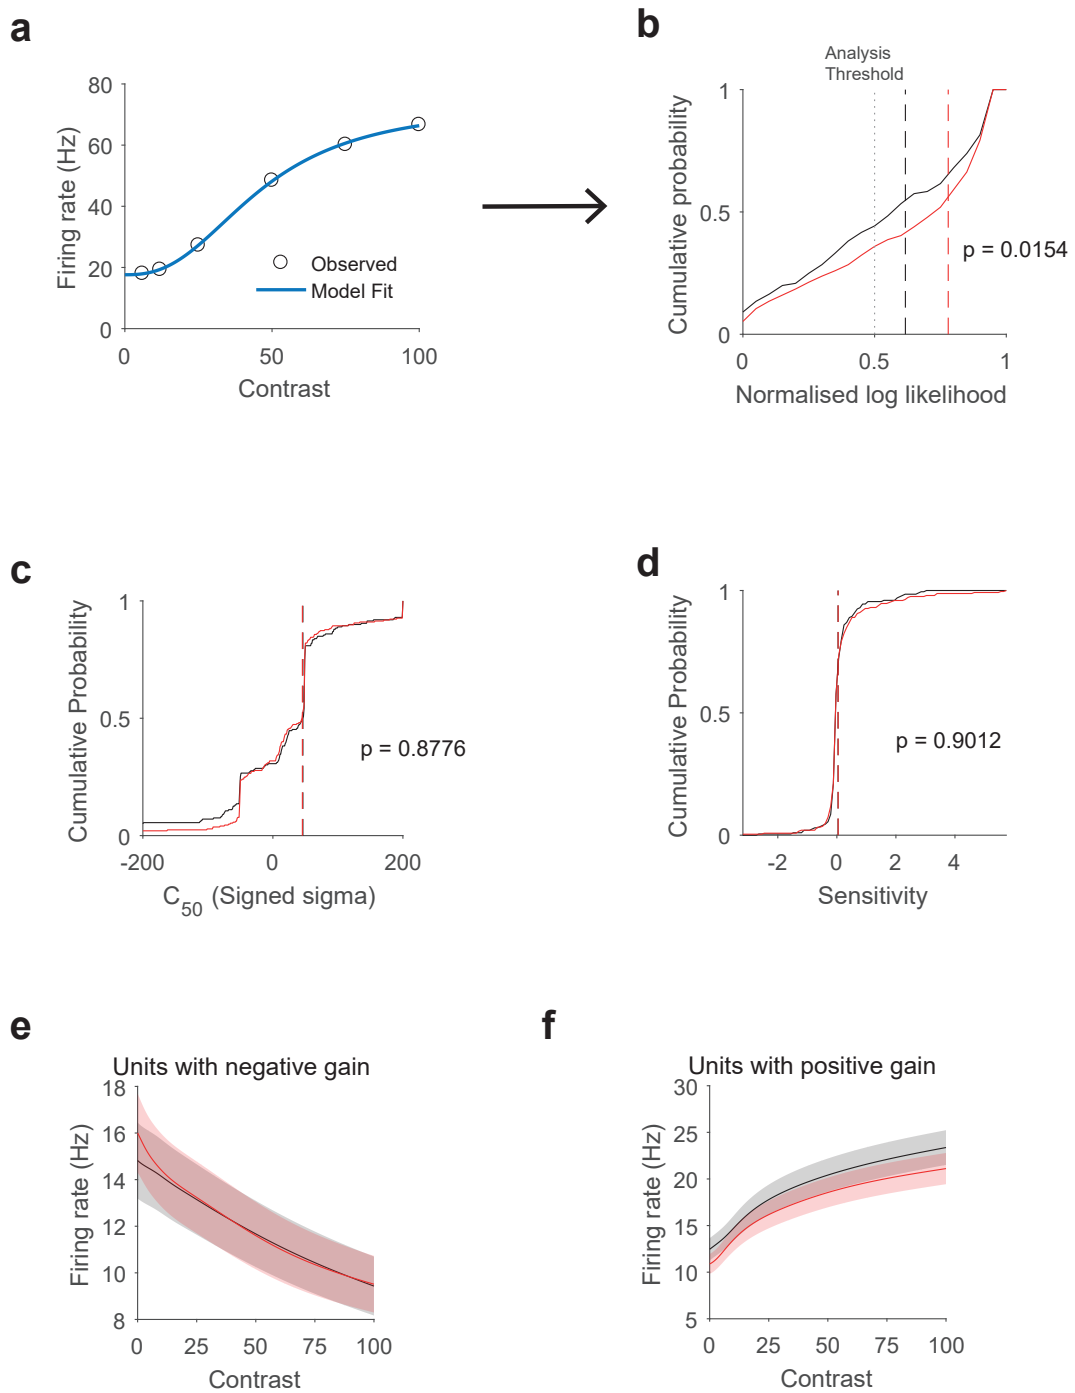 a
80
60
40
20
0
Firing rate (Hz)
Observed
Model Fit
0
50
100
Contrast
b
Analysis
Threshold
1
0.5
0
Cumulative probability
p = 0.0154
0
0.5
1
Normalised log likelihood
c
1
0.5
0
Cumulative Probability
p = 0.8776
-200
0
200
C50 (Signed sigma)
d
1
0.5
0
Cumulative Probability
p = 0.9012
-2
0
2
4
Sensitivity
e
Units with negative gain
18
16
14
12
10
8
Firing rate (Hz)
0
25
50
75
100
Contrast
f
Units with positive gain
30
25
20
15
10
5
Firing rate (Hz)
0
25
50
75
100
Contrast